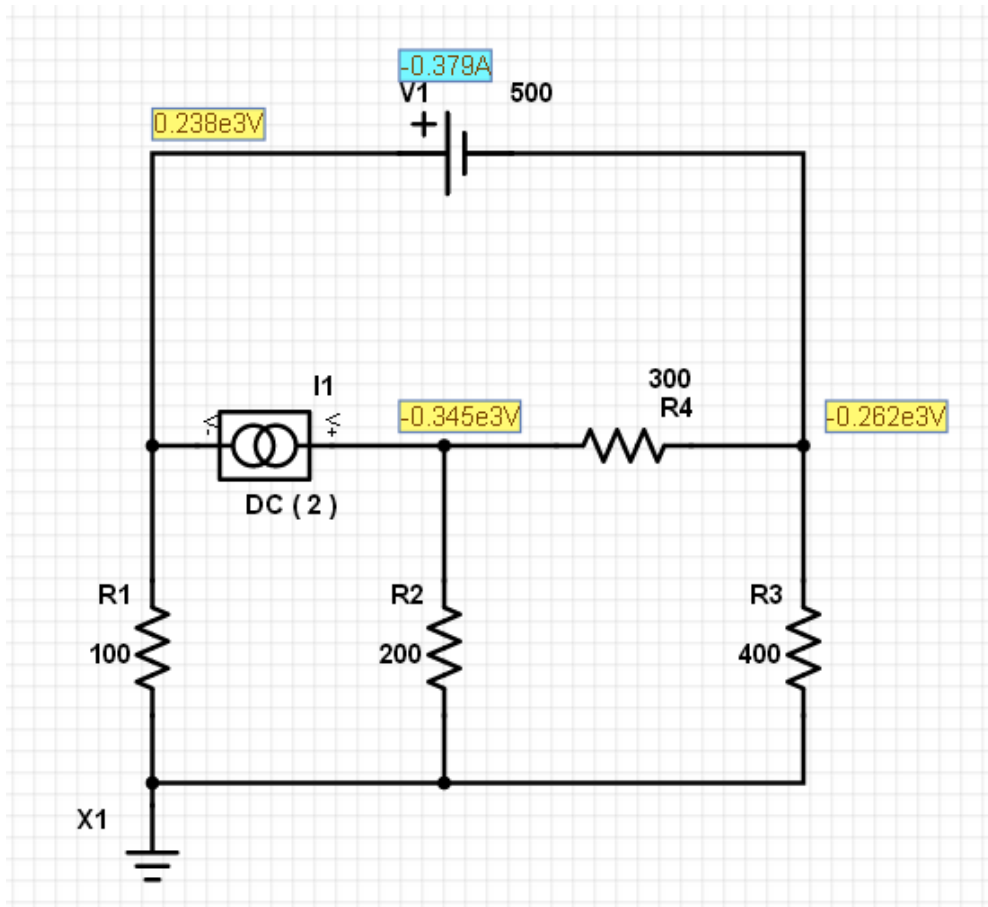 -0.379A
V1 500
+
0.238e3V
300
I1
R4
-0.345e3V
-0.262e3V
< <
- +
DC ( 2 )
R1 R2 R3
100 200 400
X1